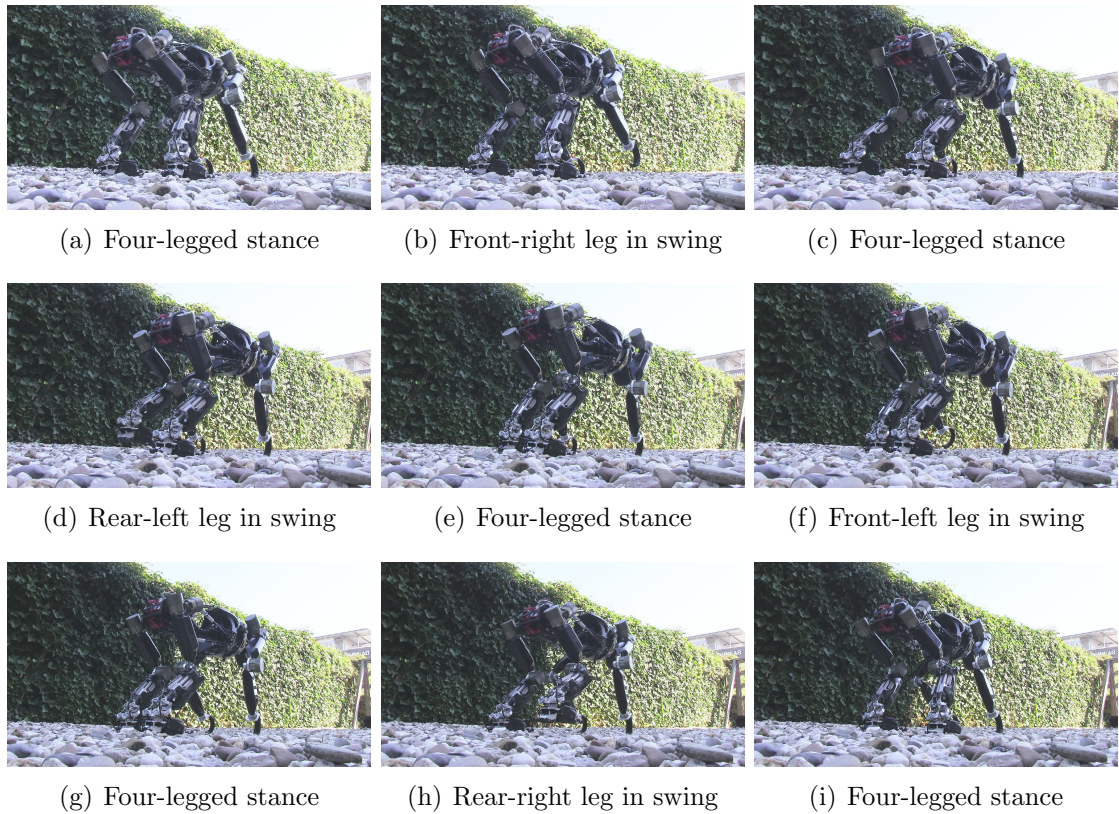 (a) Four-legged stance
(b) Front-right leg in swing
(c) Four-legged stance
(d) Rear-left leg in swing
(e) Four-legged stance
(f) Front-left leg in swing
(g) Four-legged stance
(h) Rear-right leg in swing
(i) Four-legged stance